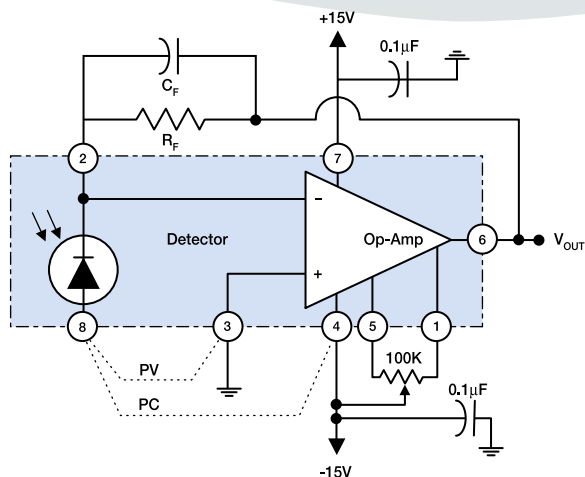 +15V
0.1µF
C_F
R_F
2
7
Detector
−
+
Op-Amp
6
V_OUT
8
3
4
5
1
PV
PC
100K
0.1µF
-15V